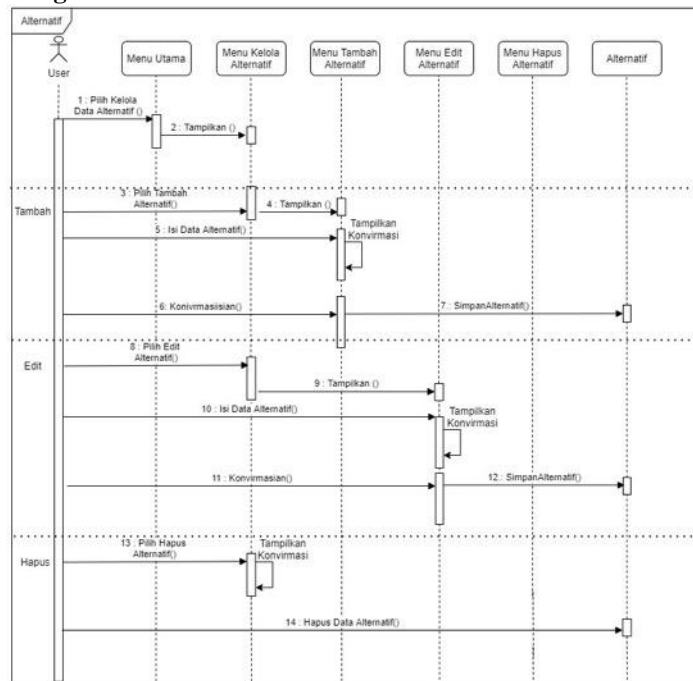 Alternatif
User
Menu Utama
Menu Kelola
Alternatif
Menu Tambah
Alternatif
Menu Edit
Alternatif
Menu Hapus
Alternatif
Alternatif
1 : Pilih Kelola
Data Alternatif ()
2 : Tampilkan ()
Tambah
3 : Pilih Tambah
Alternatif()
4 : Tampilkan ()
5 : Isi Data Alternatif()
Tampilkan
Konvirmasi
6: Konivrmasiisian()
7 : SimpanAlternatif()
Edit
8 : Pilih Edit
Alternatif()
9 : Tampilkan ()
10 : Isi Data Alternatif()
Tampilkan
Konvirmasi
11 : Konvirmasian()
12 : SimpanAlternatif()
Hapus
13 : Pilih Hapus
Alternatif()
Tampilkan
Konvirmasi
14 : Hapus Data Alternatif()